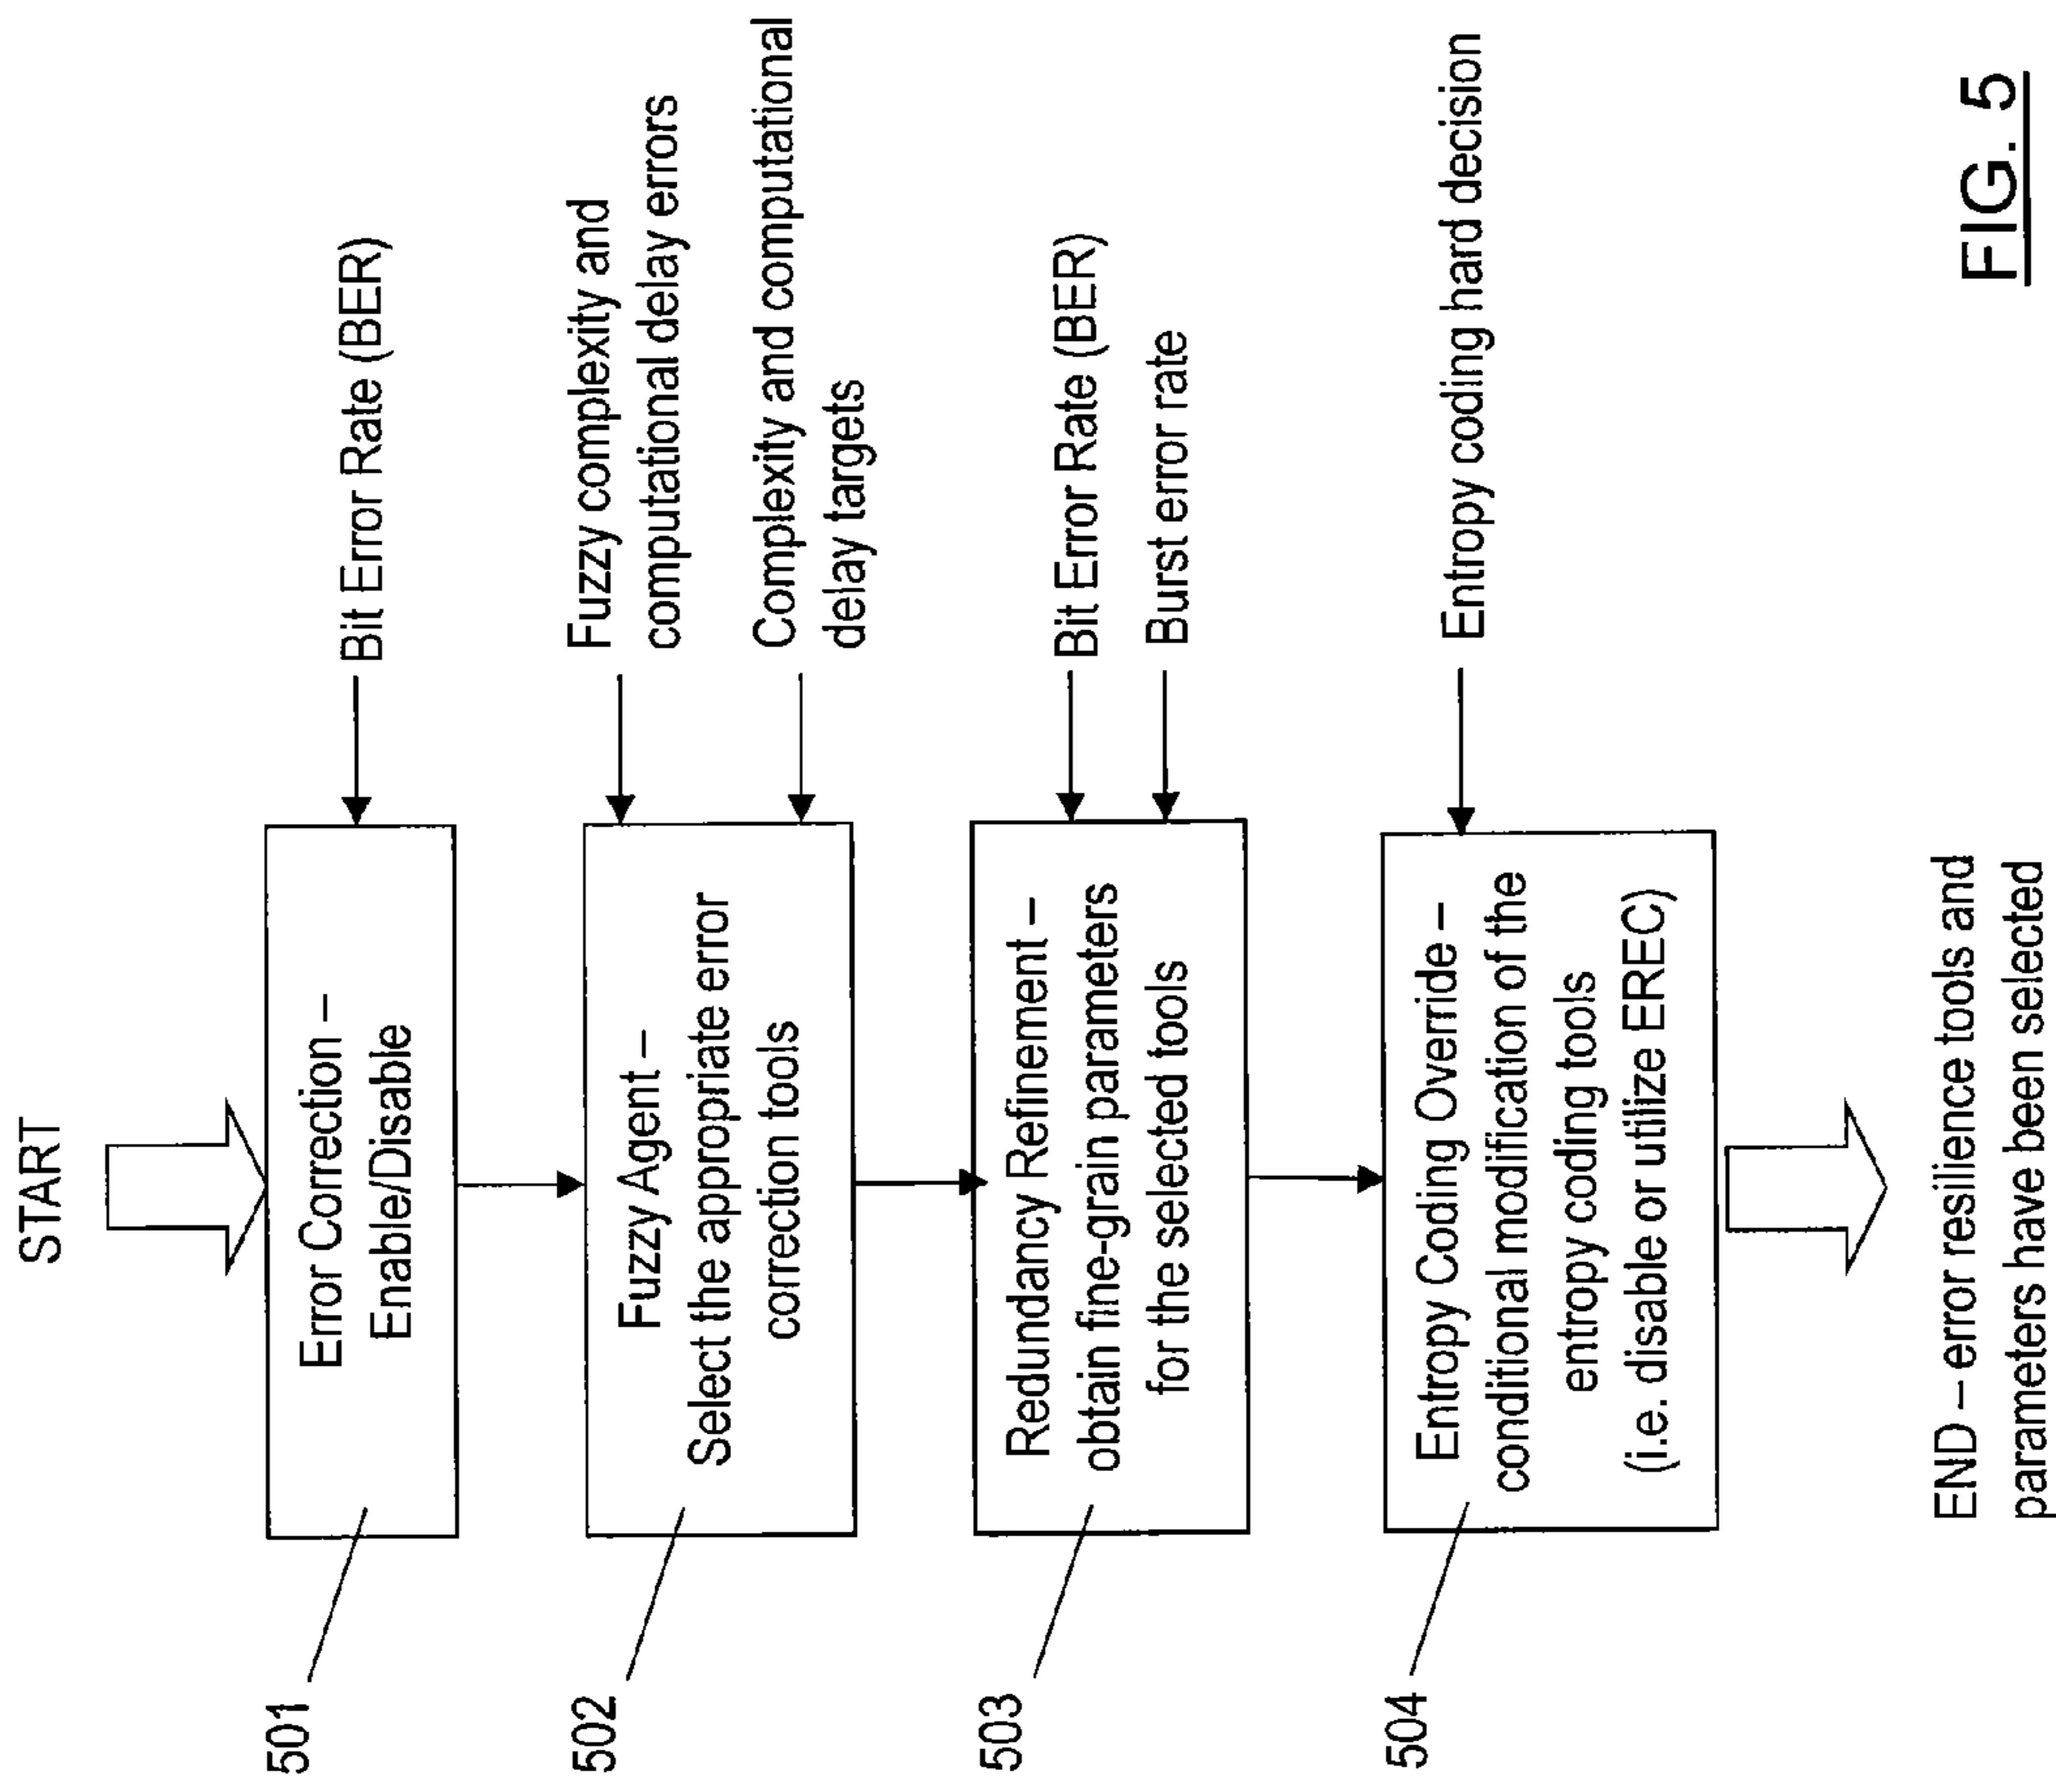 START
501
Error Correction –
Enable/Disable
Bit Error Rate (BER)
502
Fuzzy Agent –
Select the appropriate error
correction tools
Fuzzy complexity and
computational delay errors
Complexity and computational
delay targets
503
Redundancy Refinement –
obtain fine-grain parameters
for the selected tools
Bit Error Rate (BER)
Burst error rate
504
Entropy Coding Override –
conditional modification of the
entropy coding tools
(i.e. disable or utilize EREC)
Entropy coding hard decision
END – error resilience tools and
parameters have been selected
FIG. 5